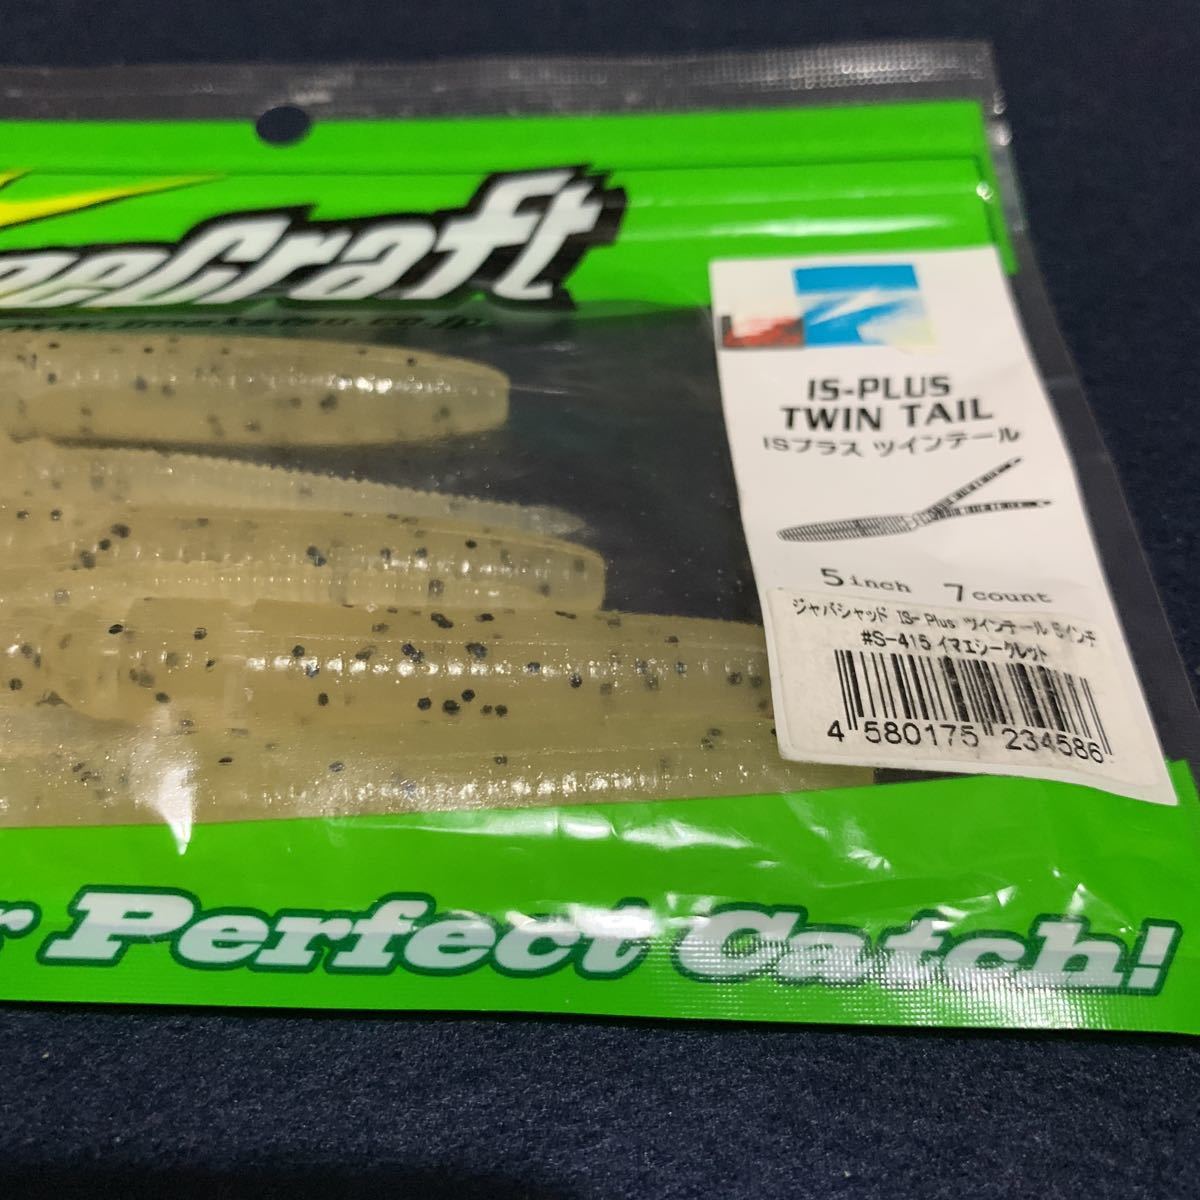 eCraft
IS-PLUS
TWIN TAIL
ISプラス ツインテール
5inch 7count
ジャバシャッド IS- Plus ツインテール 5インチ
#S-415 イマエシークレット
4 580175 234586
r Perfect Catch!